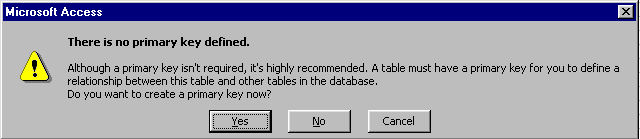 Microsoft Access
There is no primary key defined.
Although a primary key isn't required, it's highly recommended. A table must have a primary key for you to define a
relationship between this table and other tables in the database.
Do you want to create a primary key now?
Yes No Cancel